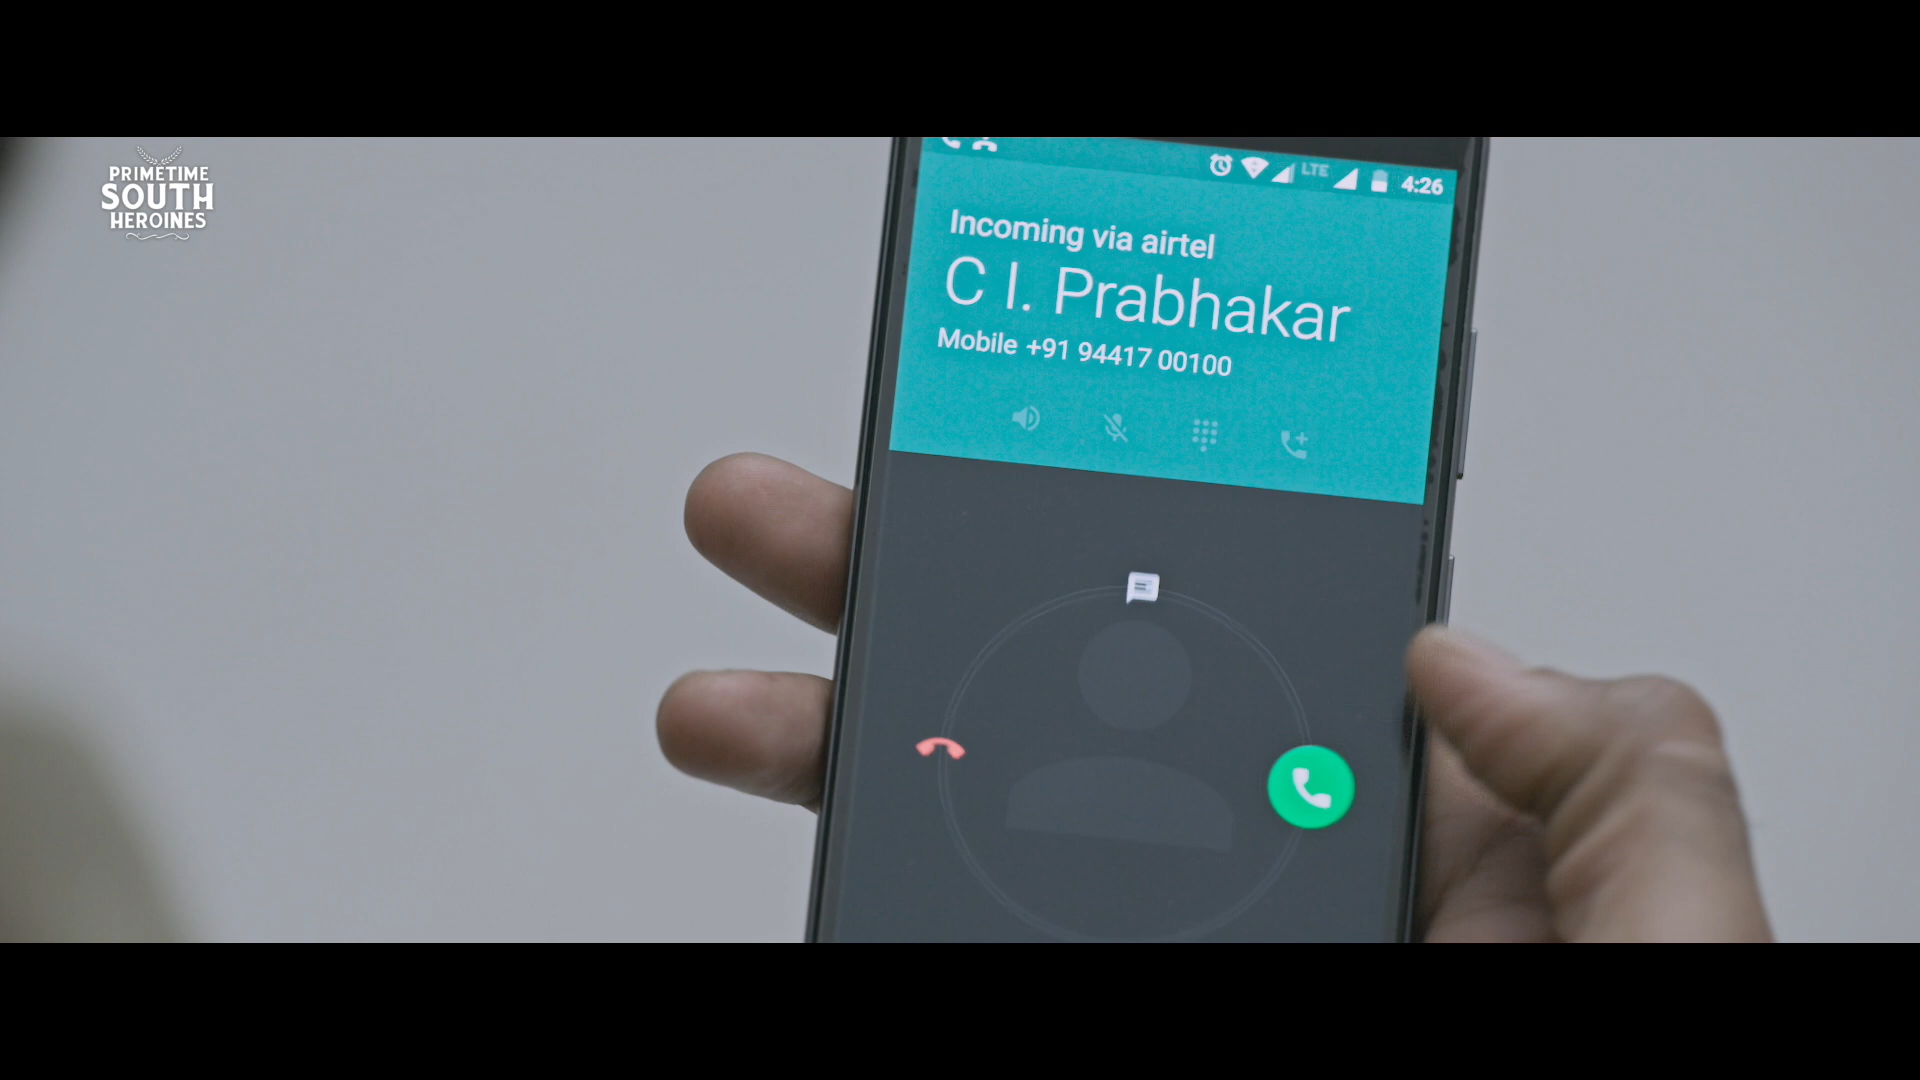 PRIMETIME
SOUTH
HEROINES
LTE 4:26
Incoming via airtel
C I. Prabhakar
Mobile +91 94417 00100